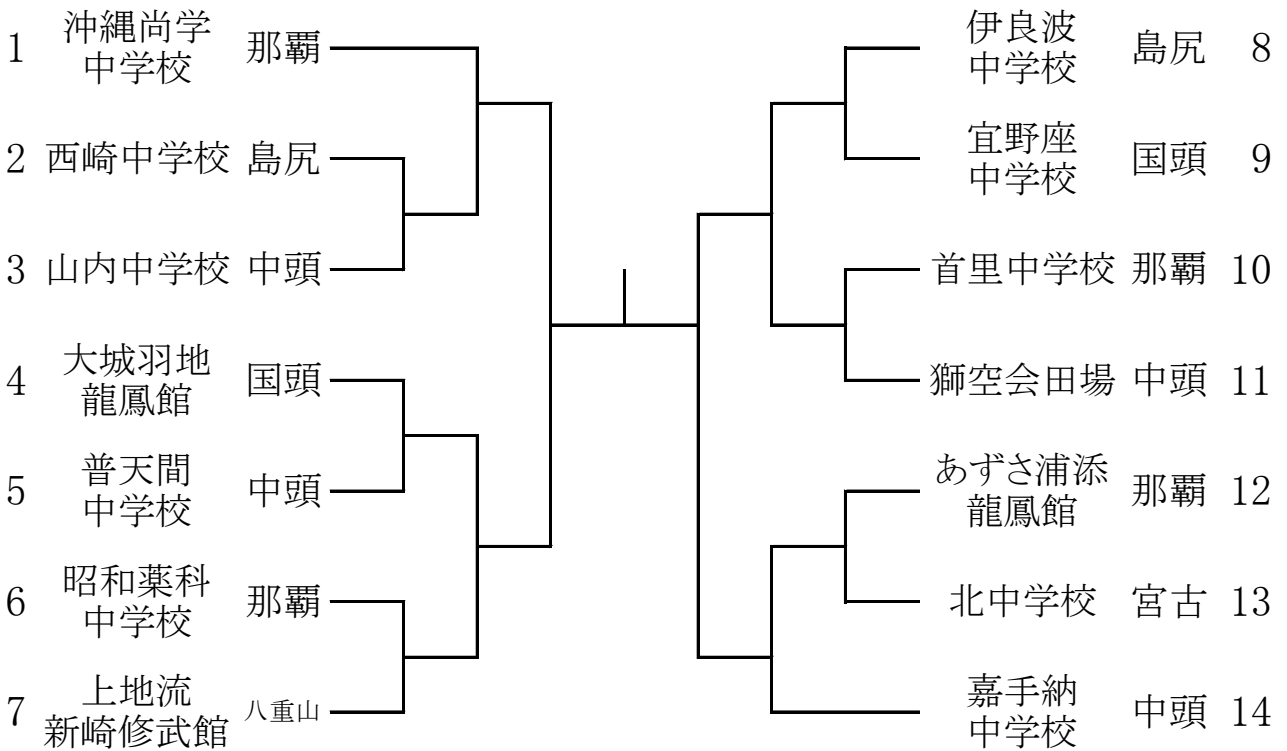 1 沖縄尚学 那覇
中学校
2 西崎中学校 島尻
3 山内中学校 中頭
4 大城羽地 国頭
龍鳳館
5 普天間 中頭
中学校
6 昭和薬科 那覇
中学校
7 上地流 八重山
新崎修武館
伊良波 島尻 8
中学校
宜野座 国頭 9
中学校
首里中学校 那覇 10
獅空会田場 中頭 11
あずさ浦添 那覇 12
龍鳳館
北中学校 宮古 13
嘉手納 中頭 14
中学校